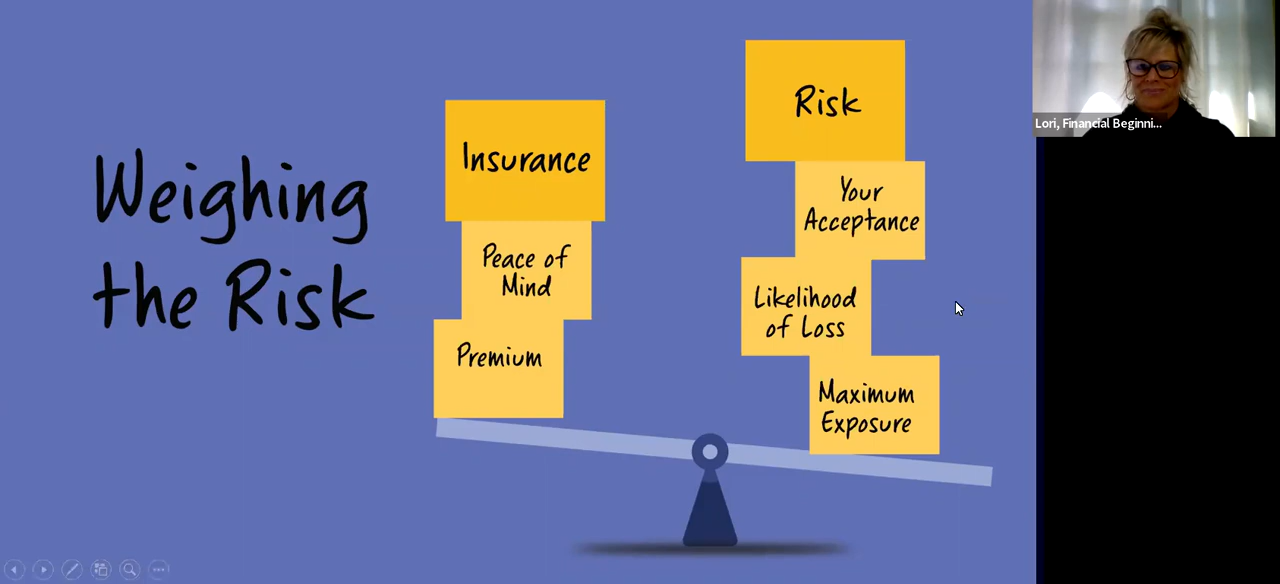 Weighing
the Risk
Insurance
Peace of
Mind
Premium
Risk
Your
Acceptance
Likelihood
of Loss
Maximum
Exposure
Lori, Financial Beginni...